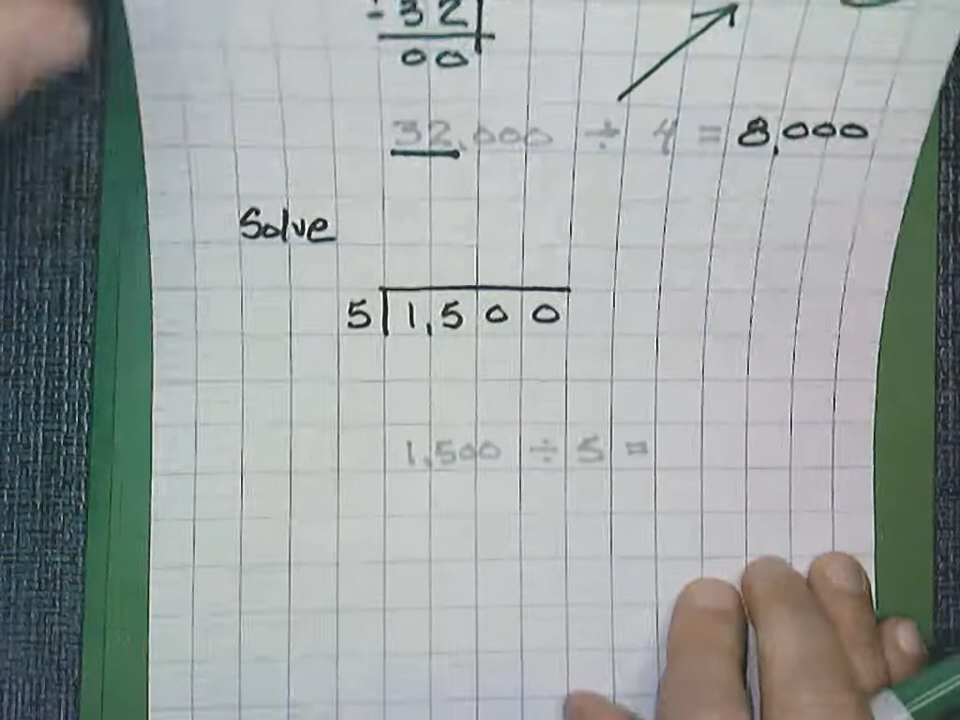 - 32
00
32,000 ÷ 4 = 8,000
Solve
5 1,500
1,500 ÷ 5 =